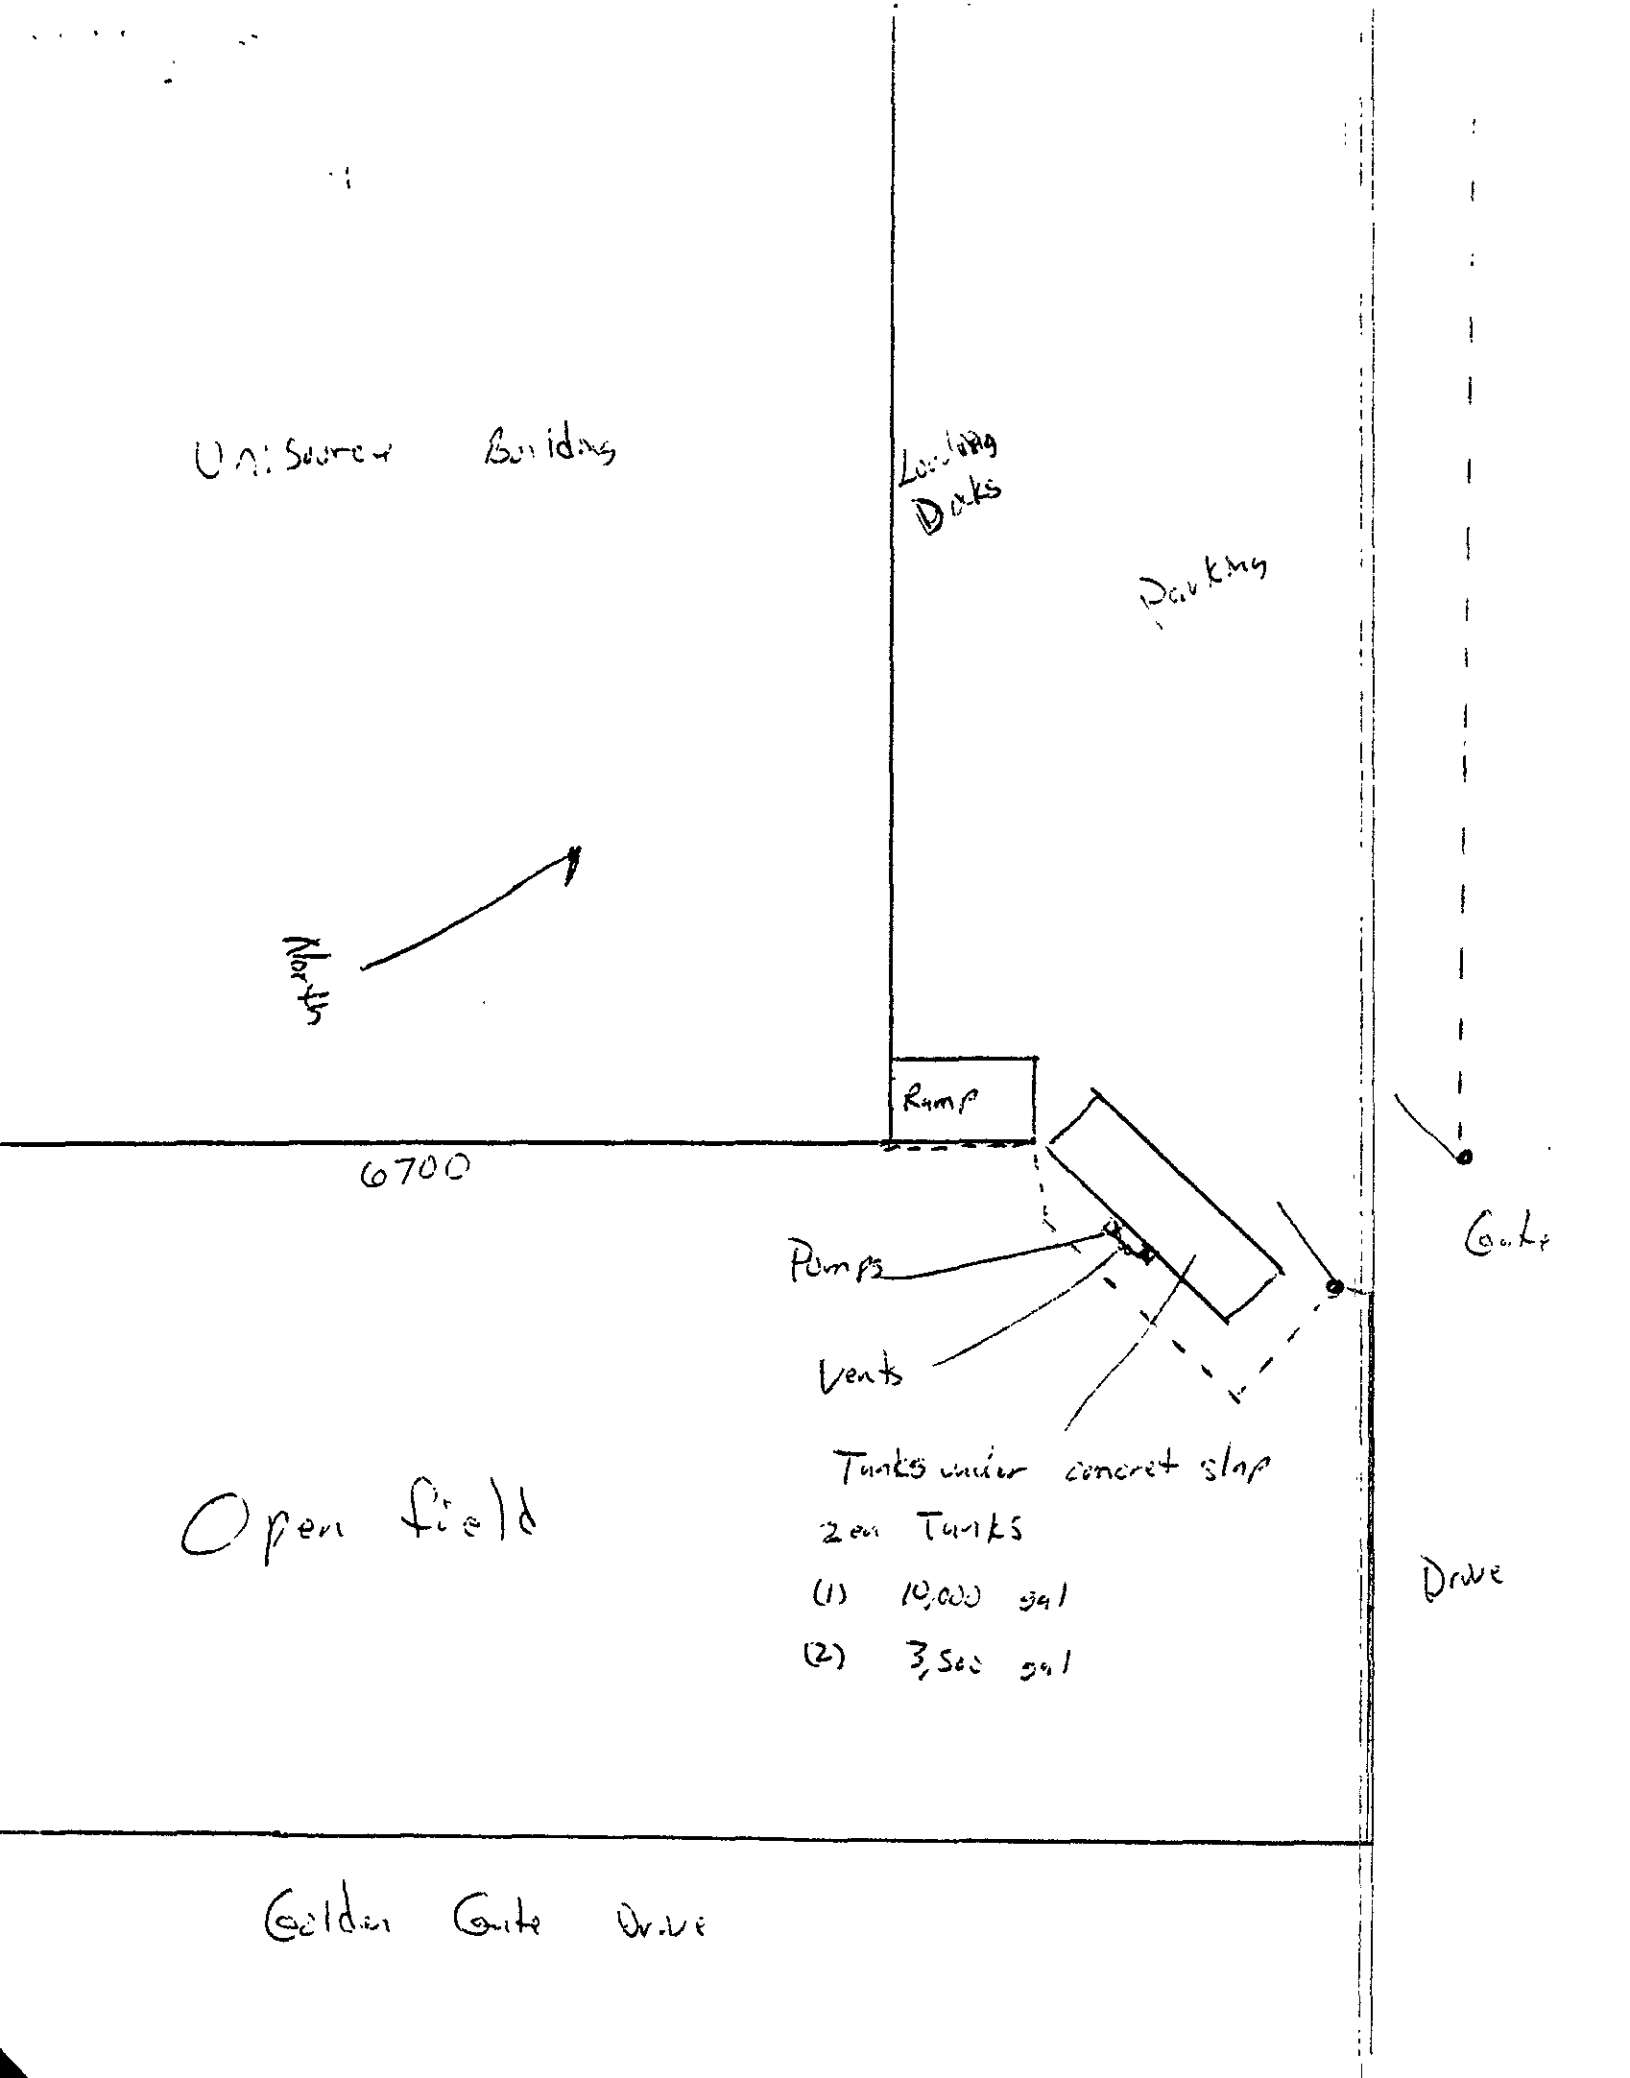 UniSource Building
Loading
Docks
Parking
North
Ramp
6700
Gate
Pumps
Vents
Tanks under concret slap
2 ea Tanks
Open field
(1) 10,000 gal
Drive
(2) 3,500 gal
Golden Gate Drive